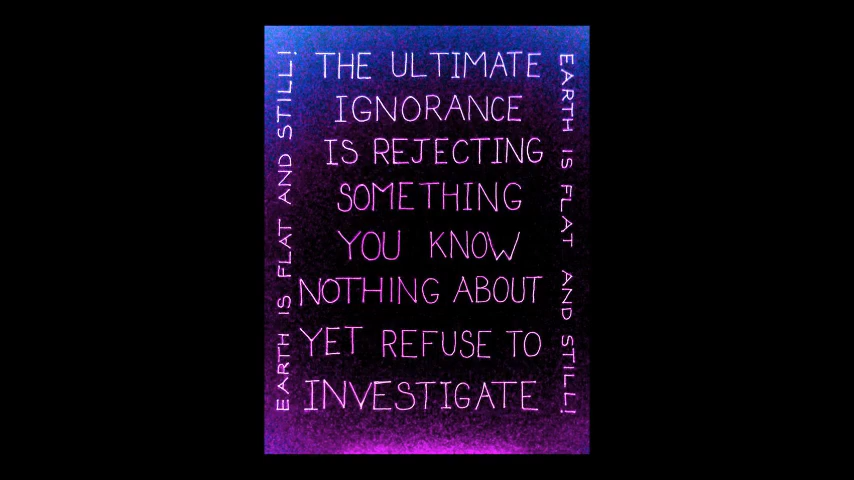 EARTH IS FLAT AND STILL!
THE ULTIMATE
IGNORANCE
IS REJECTING
SOMETHING
YOU KNOW
NOTHING ABOUT
YET REFUSE TO
INVESTIGATE
EARTH IS FLAT AND STILL!